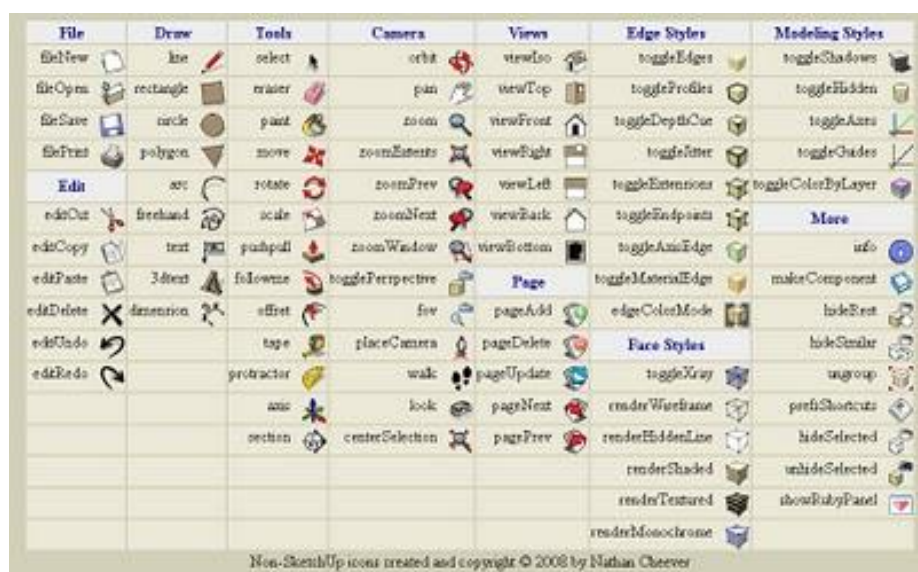 File Draw Tools Camera Views Edge Styles Modeling Styles
fileNew line select orbit viewIso toggleEdges toggleShadows
fileOpen rectangle eraser pan viewTop toggleProfiles toggleHidden
fileSave circle paint zoom viewFront toggleDepthCue toggleAxes
filePrint polygon move zoomExtents viewRight toggleJitter toggleGuides
Edit arc rotate zoomPrev viewLeft toggleExtensions toggleColorByLayer
editCut freehand scale zoomNext viewBack toggleEndpoints More
editCopy text pushpull zoomWindow viewBottom toggleAxisEdge info
editPaste 3dtext followme togglePerspective Page toggleMaterialEdge makeComponent
editDelete dimension offset fov pageAdd edgeColorMode hideRest
editUndo tape placeCamera pageDelete Face Styles hideSimilar
editRedo protractor walk pageUpdate toggleXray ungroup
axis look pageNext renderWireframe prefsShortcuts
section centerSelection pagePrev renderHiddenLine hideSelected
renderShaded unhideSelected
renderTextured showRubyPanel
renderMonochrome
Non-SketchUp icons created and copyright © 2008 by Nathan Cheever